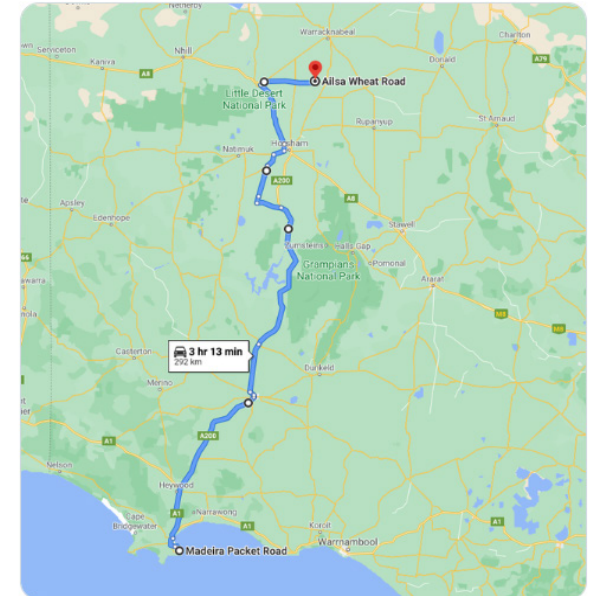 Netherby
Warracknabeal
Charlton
Serviceton
Nhill
Donald
A79
Kaniva
A8
Ailsa Wheat Road
Little Desert
National Park
St Arnaud
Rupanyup
Natimuk
Horsham
A200
Apsley
A8
Edenhope
Stawell
Halls Gap
Grampians
National Park
Pomonal
Ararat
M8
M8
3 hr 13 min
292 km
Casterton
Merino
Dunkeld
A200
A1
Nelson
Heywood
A1
Narrawong
Cape
Bridgewater
Koroit
A1
Warrnambool
Madeira Packet Road